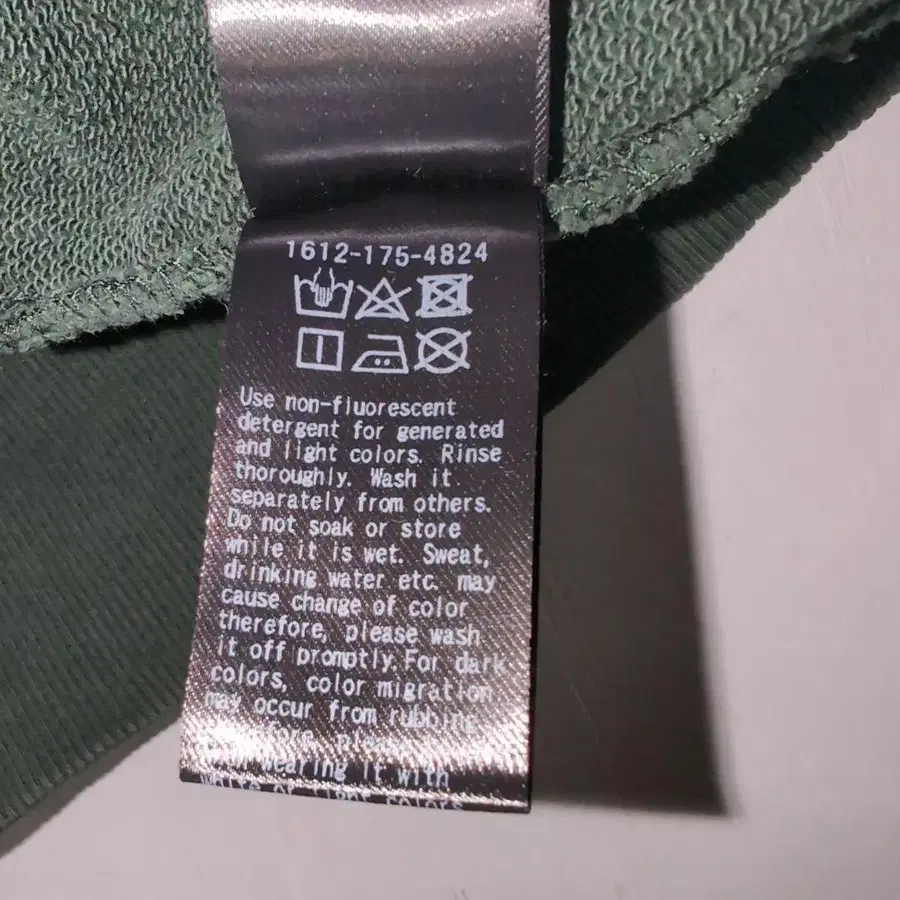 1612-175-4824
Use non-fluorescent
detergent for generated
and light colors. Rinse
thoroughly. Wash it
separately from others.
Do not soak or store
while it is wet. Sweat,
drinking water etc. may
cause change of color
therefore, please wash
it off promptly.For dark
colors, color migration
may occur from rubbing
wearing it with